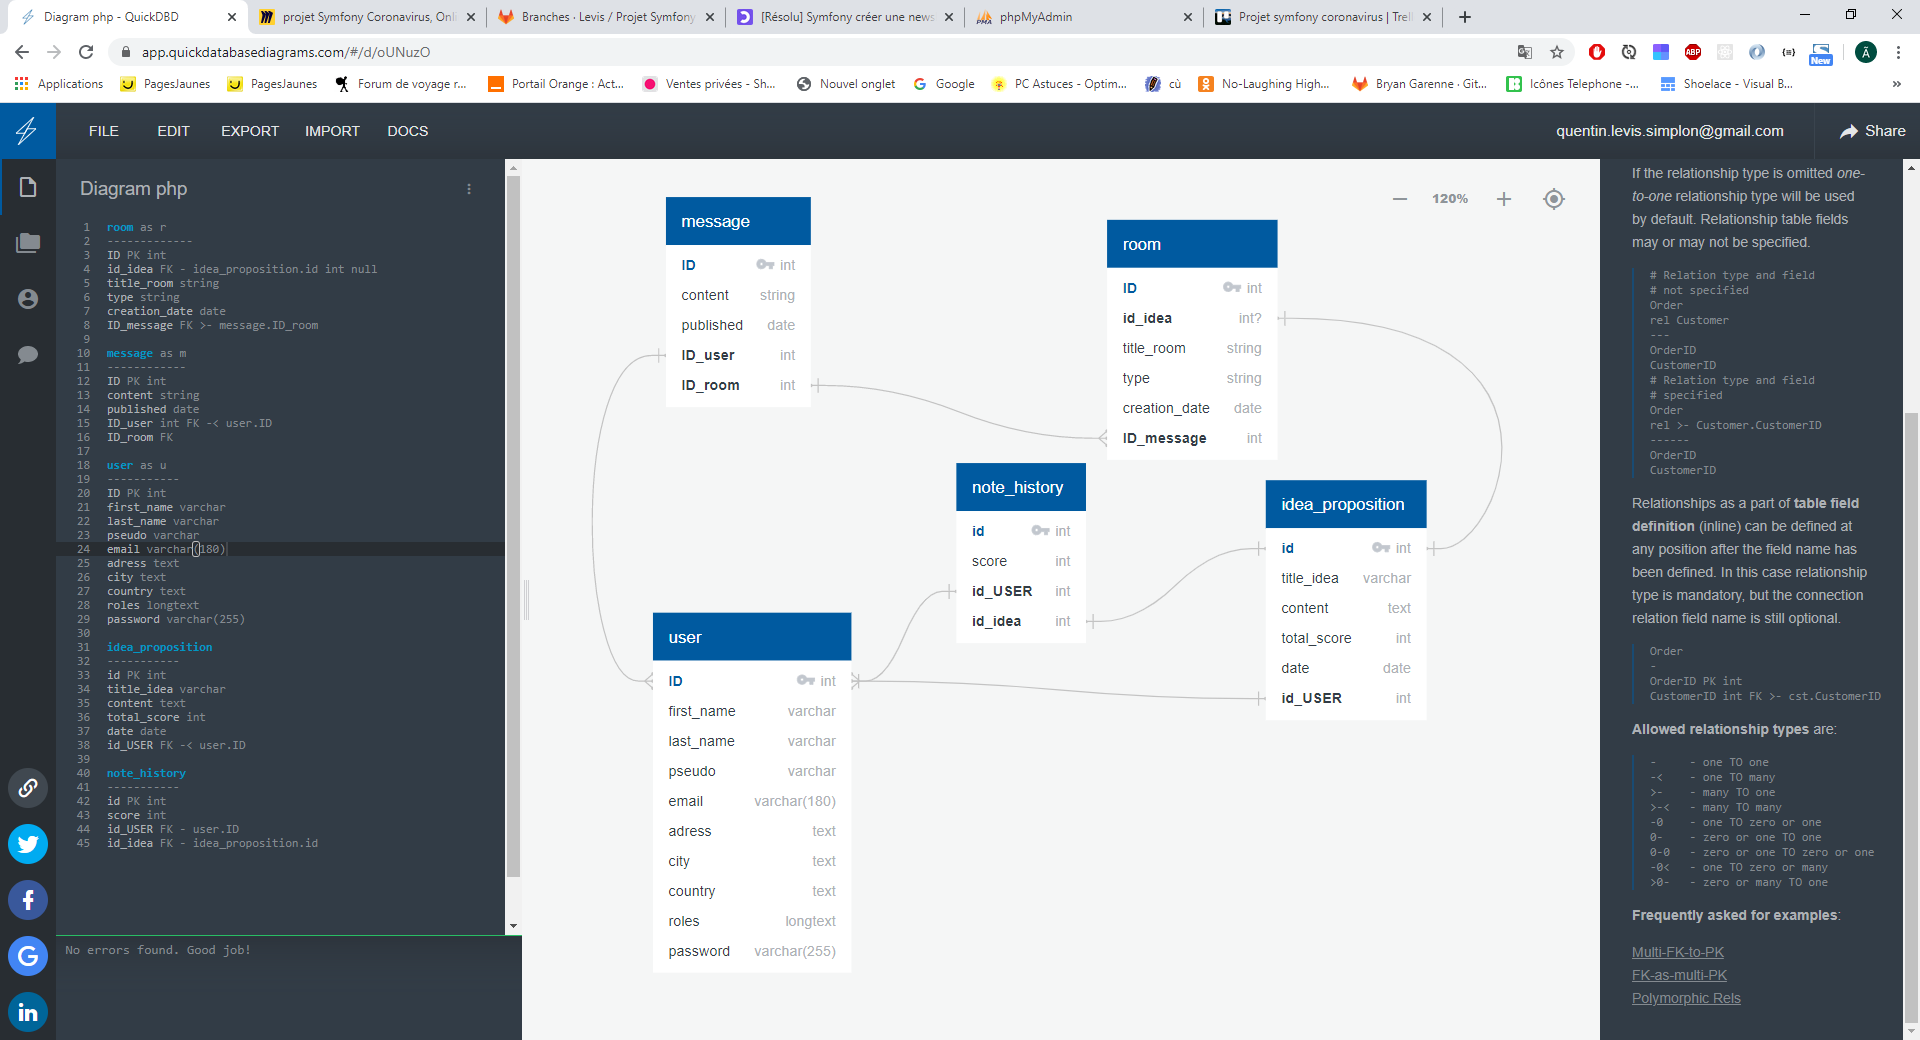 Diagram php - QuickDBD
projet Symfony Coronavirus, Onli
Branches · Levis / Projet Symfony
[Résolu] Symfony créer une news
phpMyAdmin
Projet symfony coronavirus | Trell
app.quickdatabasediagrams.com/#/d/oUNuzO
ABP
New
Applications
PagesJaunes
PagesJaunes
Forum de voyage r...
Portail Orange : Act...
Ventes privées - Sh...
Nouvel onglet
Google
PC Astuces - Optim...
cù
No-Laughing High...
Bryan Garenne · Git...
Icônes Telephone -...
Shoelace - Visual B...
FILE
EDIT
EXPORT
IMPORT
DOCS
quentin.levis.simplon@gmail.com
Share
Diagram php
1 room as r
2 -------------
3 ID PK int
4 id_idea FK - idea_proposition.id int null
5 title_room string
6 type string
7 creation_date date
8 ID_message FK >- message.ID_room
9
10 message as m
11 ------------
12 ID PK int
13 content string
14 published date
15 ID_user int FK -< user.ID
16 ID_room FK
17
18 user as u
19 -----------
20 ID PK int
21 first_name varchar
22 last_name varchar
23 pseudo varchar
24 email varchar(180)
25 adress text
26 city text
27 country text
28 roles longtext
29 password varchar(255)
30
31 idea_proposition
32 -----------
33 id PK int
34 title_idea varchar
35 content text
36 total_score int
37 date date
38 id_USER FK -< user.ID
39
40 note_history
41 -----------
42 id PK int
43 score int
44 id_USER FK - user.ID
45 id_idea FK - idea_proposition.id
No errors found. Good job!
120%
message
ID int
content string
published date
ID_user int
ID_room int
room
ID int
id_idea int?
title_room string
type string
creation_date date
ID_message int
note_history
id int
score int
id_USER int
id_idea int
idea_proposition
id int
title_idea varchar
content text
total_score int
date date
id_USER int
user
ID int
first_name varchar
last_name varchar
pseudo varchar
email varchar(180)
adress text
city text
country text
roles longtext
password varchar(255)
If the relationship type is omitted one-
to-one relationship type will be used
by default. Relationship table fields
may or may not be specified.
# Relation type and field
# not specified
Order
rel Customer
---
OrderID
CustomerID
# Relation type and field
# specified
Order
rel >- Customer.CustomerID
------
OrderID
CustomerID
Relationships as a part of table field
definition (inline) can be defined at
any position after the field name has
been defined. In this case relationship
type is mandatory, but the connection
relation field name is still optional.
Order
-
OrderID PK int
CustomerID int FK >- cst.CustomerID
Allowed relationship types are:
- - one TO one
-< - one TO many
>- - many TO one
>-< - many TO many
-0 - one TO zero or one
0- - zero or one TO one
0-0 - zero or one TO zero or one
-0< - one TO zero or many
>0- - zero or many TO one
Frequently asked for examples:
Multi-FK-to-PK
FK-as-multi-PK
Polymorphic Rels